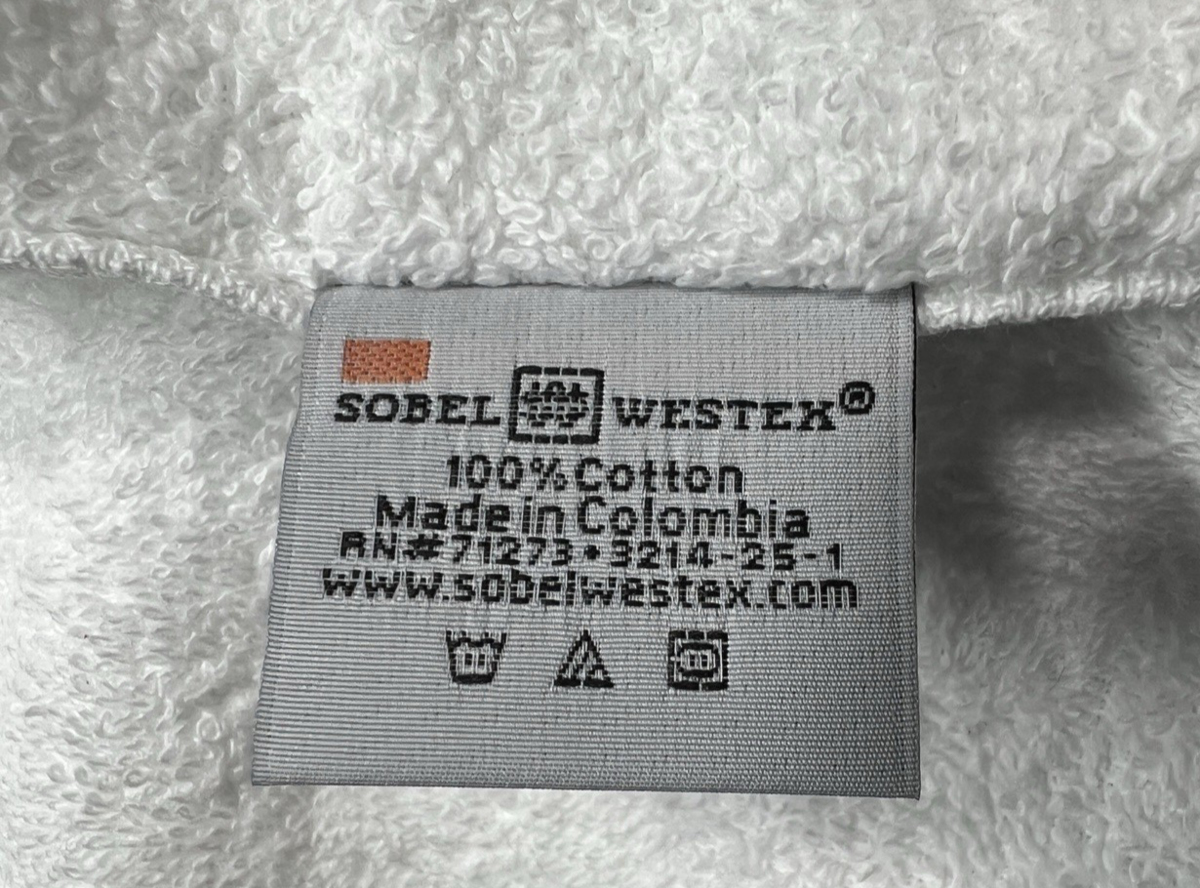 SOBEL WESTEX®
100% Cotton
Made in Colombia
RN#71273•3214-25-1
www.sobelwestex.com